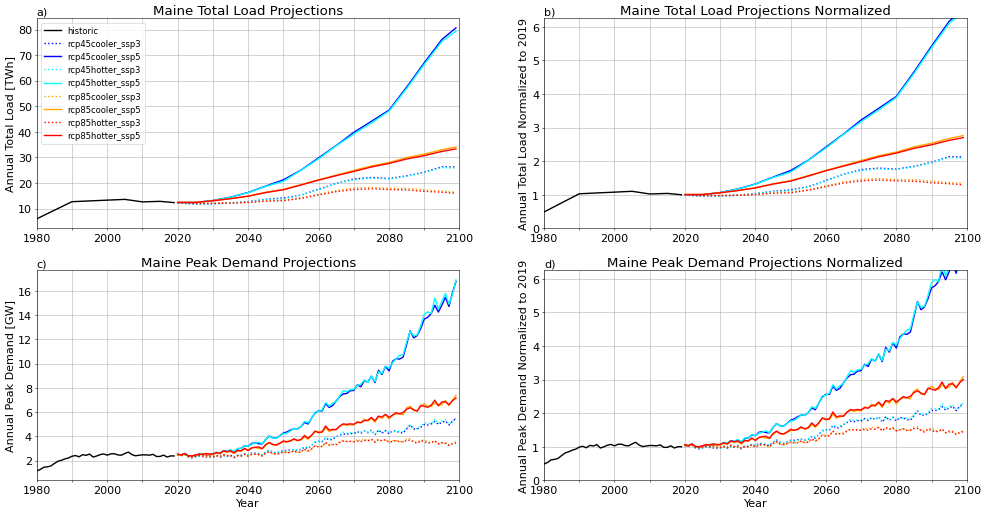 a)
Maine Total Load Projections
Annual Total Load [TWh]
80
70
60
50
40
30
20
10
historic
rcp45cooler_ssp3
rcp45cooler_ssp5
rcp45hotter_ssp3
rcp45hotter_ssp5
rcp85cooler_ssp3
rcp85cooler_ssp5
rcp85hotter_ssp3
rcp85hotter_ssp5
1980 2000 2020 2040 2060 2080 2100
b)
Maine Total Load Projections Normalized
Annual Total Load Normalized to 2019
6
5
4
3
2
1
0
1980 2000 2020 2040 2060 2080 2100
c)
Maine Peak Demand Projections
Annual Peak Demand [GW]
16
14
12
10
8
6
4
2
1980 2000 2020 2040 2060 2080 2100
Year
d)
Maine Peak Demand Projections Normalized
Annual Peak Demand Normalized to 2019
6
5
4
3
2
1
0
1980 2000 2020 2040 2060 2080 2100
Year